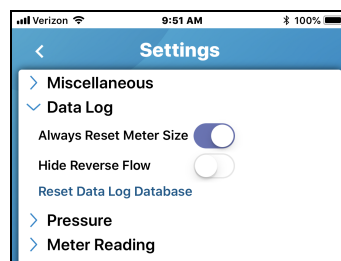 Verizon 9:51 AM 100%
Settings
Miscellaneous
Data Log
Always Reset Meter Size
Hide Reverse Flow
Reset Data Log Database
Pressure
Meter Reading